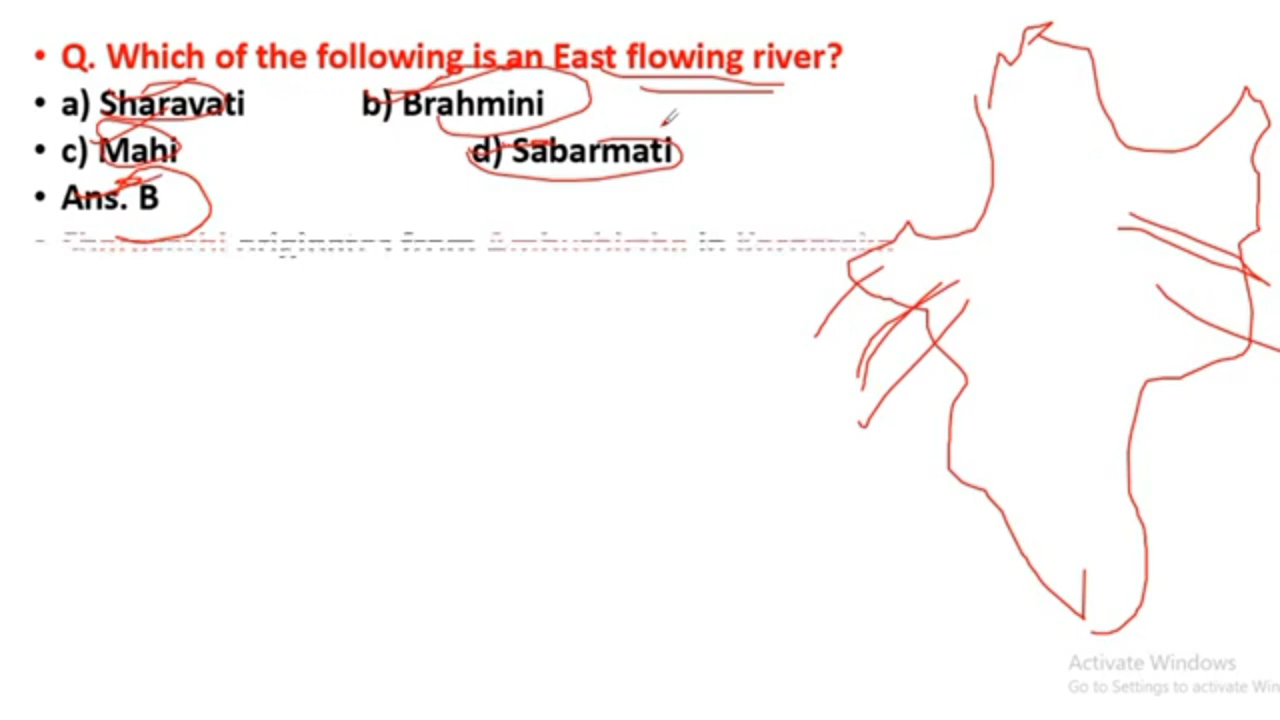 • Q. Which of the following is an East flowing river?
• a) Sharavati b) Brahmini
• c) Mahi d) Sabarmati
• Ans. B
Activate Windows
Go to Settings to activate Win